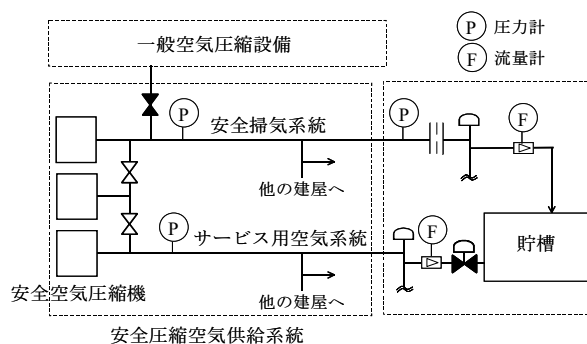 P 圧力計
F 流量計
一般空気圧縮設備
P
安全掃気系統
P
F
他の建屋へ
P
サービス用空気系統
F
貯槽
安全空気圧縮機
他の建屋へ
安全圧縮空気供給系統